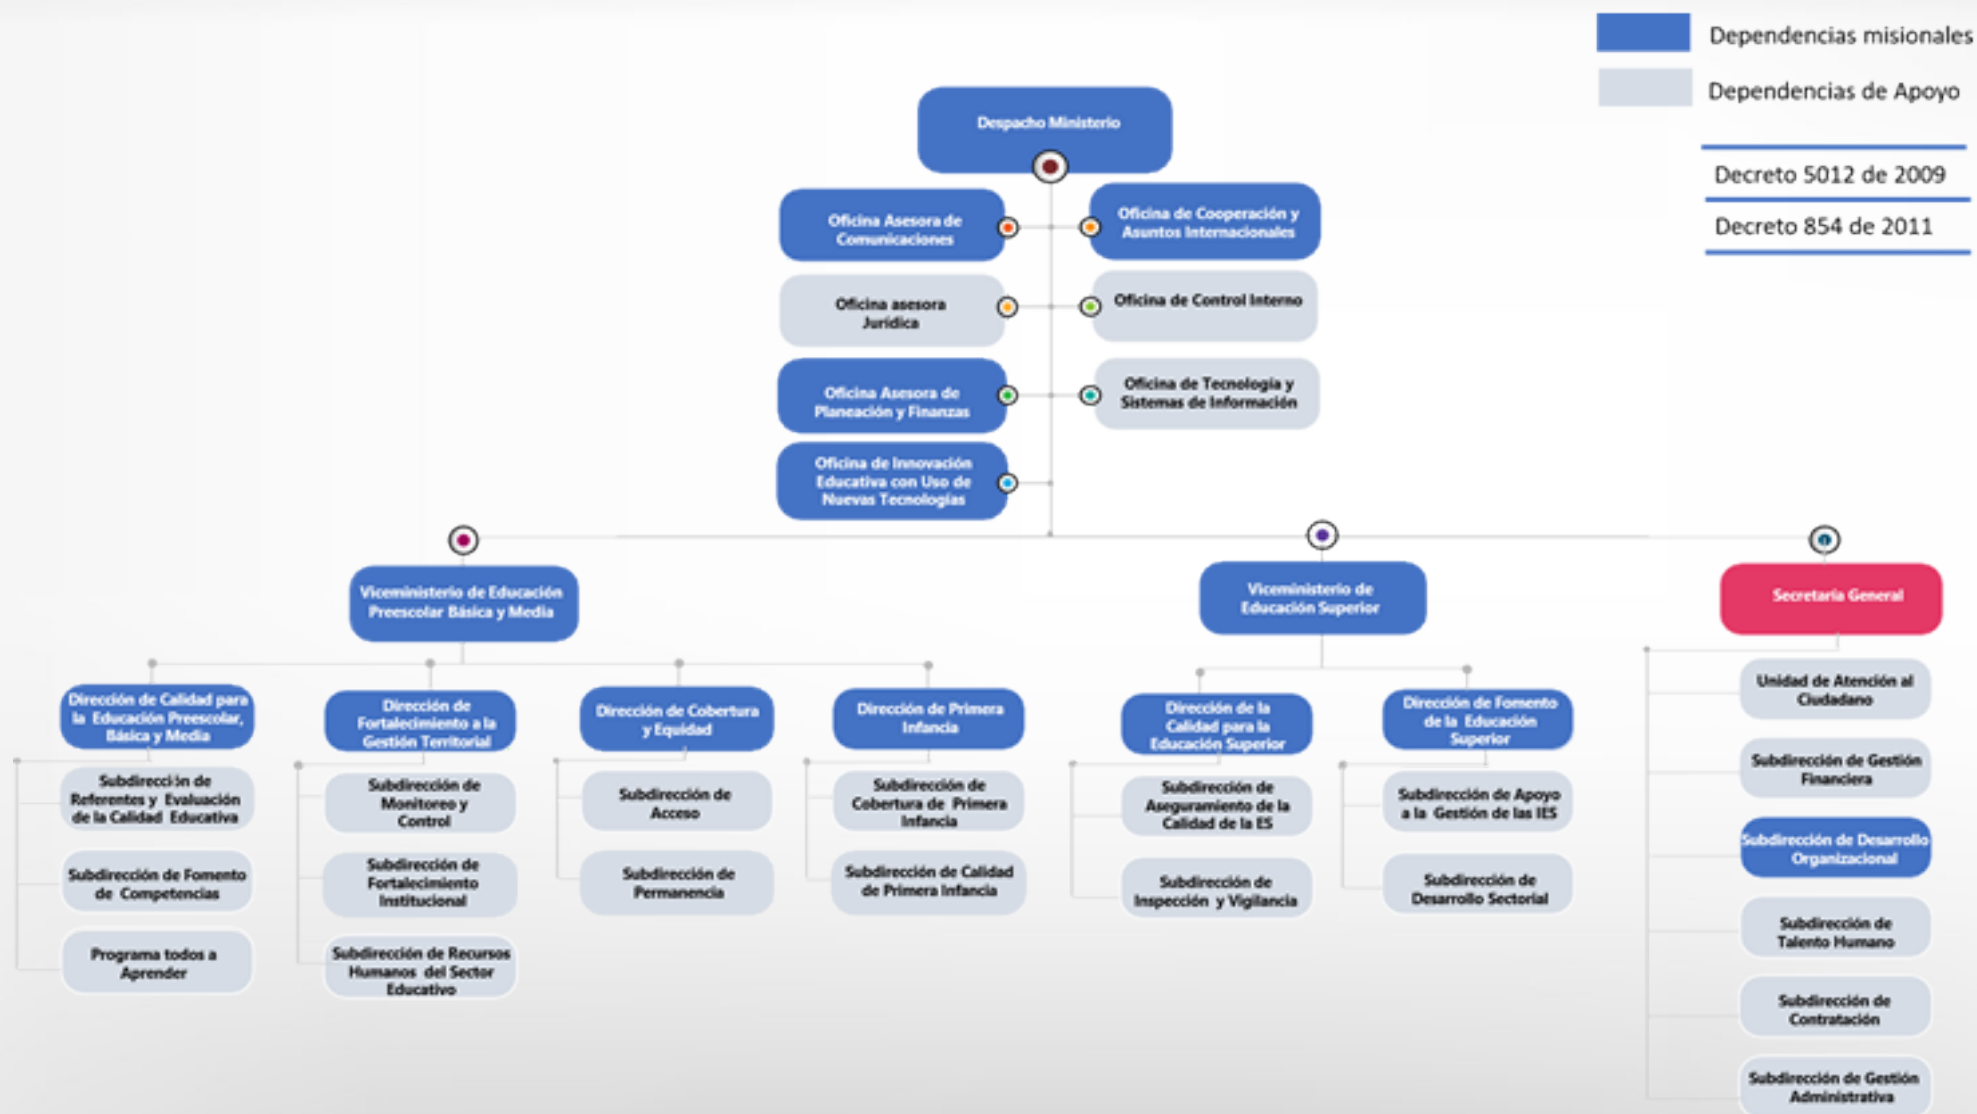 Dependencias misionales
Dependencias de Apoyo
Decreto 5012 de 2009
Decreto 854 de 2011
Despacho Ministerio
Oficina Asesora de
Comunicaciones
Oficina de Cooperación y
Asuntos Internacionales
Oficina asesora
Jurídica
Oficina de Control Interno
Oficina Asesora de
Planeación y Finanzas
Oficina de Tecnología y
Sistemas de Información
Oficina de Innovación
Educativa con Uso de
Nuevas Tecnologías
Viceministerio de Educación
Preescolar Básica y Media
Viceministerio de
Educación Superior
Secretaría General
Dirección de Calidad para
la Educación Preescolar,
Básica y Media
Subdirección de
Referentes y Evaluación
de la Calidad Educativa
Subdirección de Fomento
de Competencias
Programa todos a
Aprender
Dirección de
Fortalecimiento a la
Gestión Territorial
Subdirección de
Monitoreo y
Control
Subdirección de
Fortalecimiento
Institucional
Subdirección de Recursos
Humanos del Sector
Educativo
Dirección de Cobertura
y Equidad
Subdirección de
Acceso
Subdirección de
Permanencia
Dirección de Primera
Infancia
Subdirección de
Cobertura de Primera
Infancia
Subdirección de Calidad
de Primera Infancia
Dirección de la
Calidad para la
Educación Superior
Subdirección de
Aseguramiento de la
Calidad de la ES
Subdirección de
Inspección y Vigilancia
Dirección de Fomento
de la Educación
Superior
Subdirección de Apoyo
a la Gestión de las IES
Subdirección de
Desarrollo Sectorial
Unidad de Atención al
Ciudadano
Subdirección de Gestión
Financiera
Subdirección de Desarrollo
Organizacional
Subdirección de
Talento Humano
Subdirección de
Contratación
Subdirección de Gestión
Administrativa